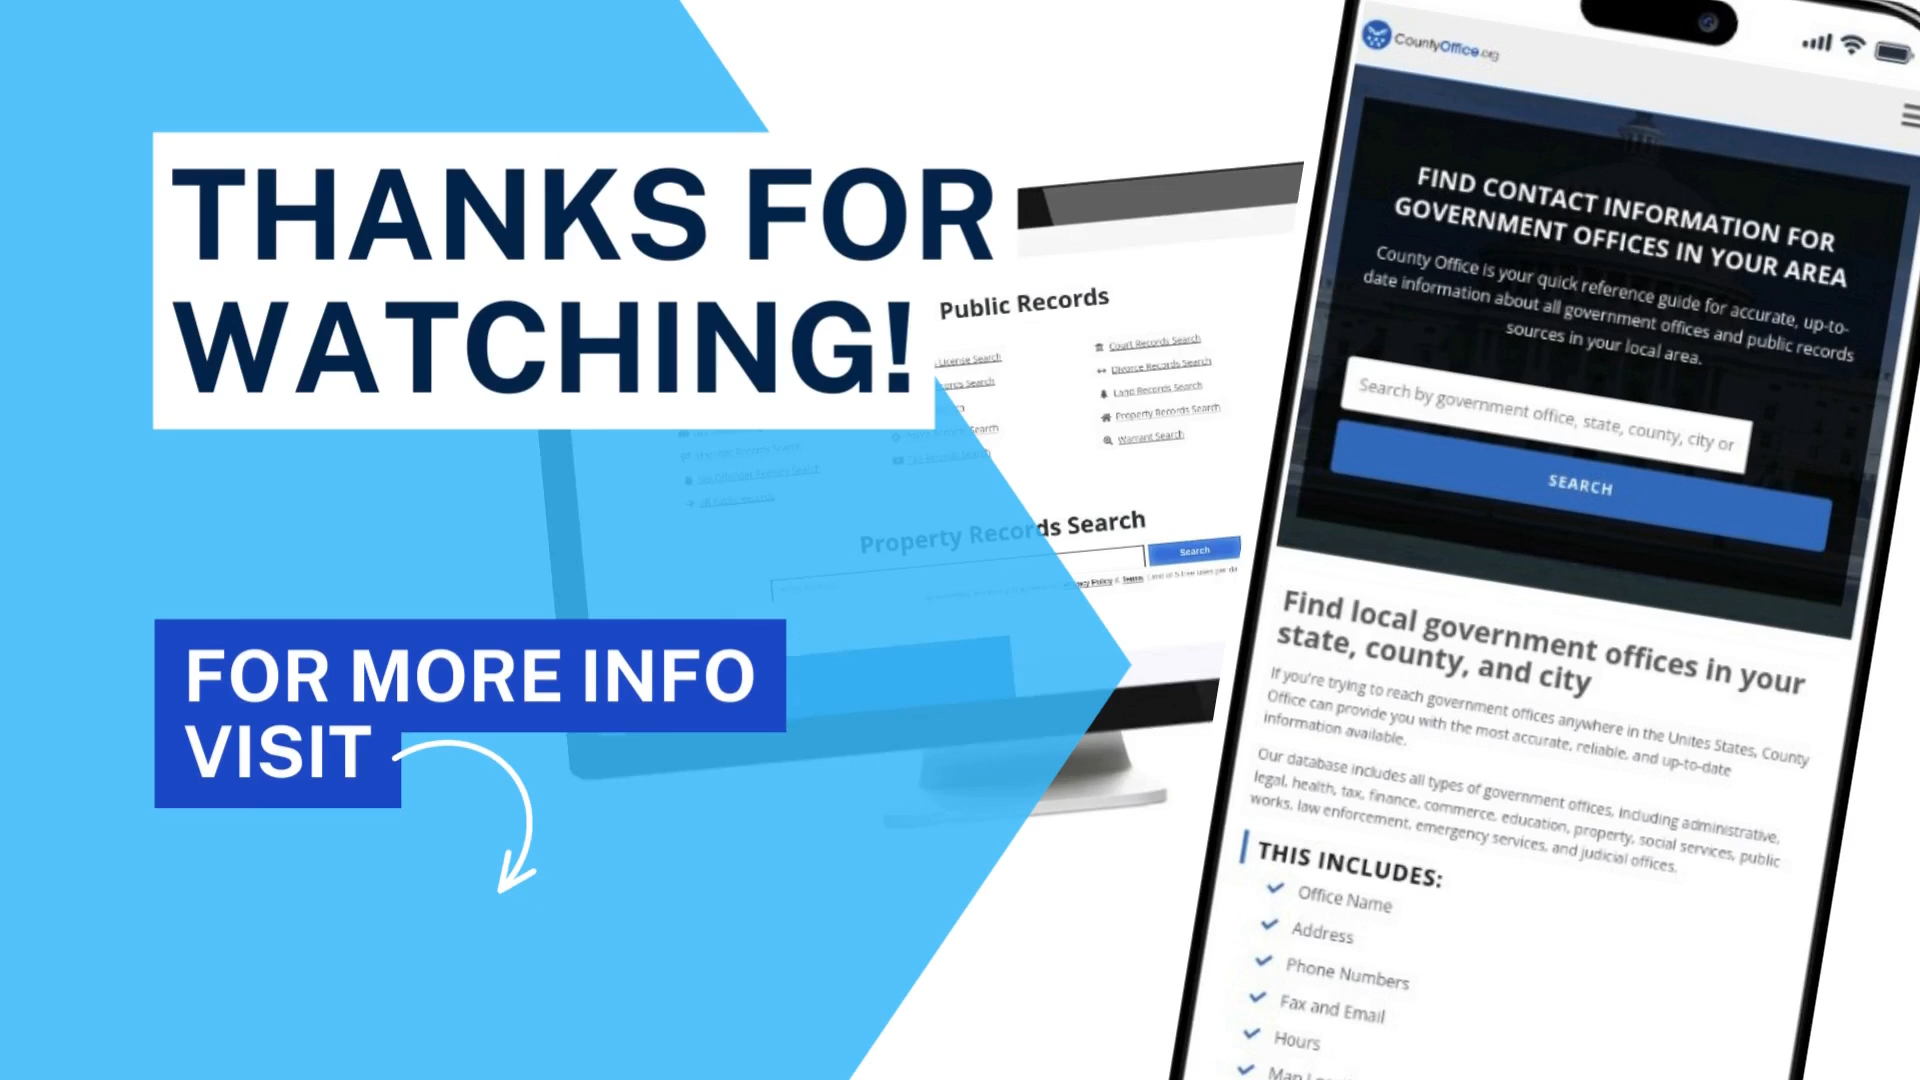 THANKS FOR
WATCHING!
FOR MORE INFO
VISIT
Public Records
License Search
Search
Search
Court Records Search
Divorce Records Search
Land Records Search
Property Records Search
Warrant Search
Property Records Search
Search
Policy & Terms.
CountyOffice.org
FIND CONTACT INFORMATION FOR
GOVERNMENT OFFICES IN YOUR AREA
County Office is your quick reference guide for accurate, up-to-
date information about all government offices and public records
sources in your local area.
Search by government office, state, county, city or
SEARCH
Find local government offices in your
state, county, and city
If you're trying to reach government offices anywhere in the Unites States, County
Office can provide you with the most accurate, reliable, and up-to-date
information available.
Our database includes all types of government offices, including administrative,
legal, health, tax, finance, commerce, education, property, social services, public
works, law enforcement, emergency services, and judicial offices.
THIS INCLUDES:
Office Name
Address
Phone Numbers
Fax and Email
Hours
Map